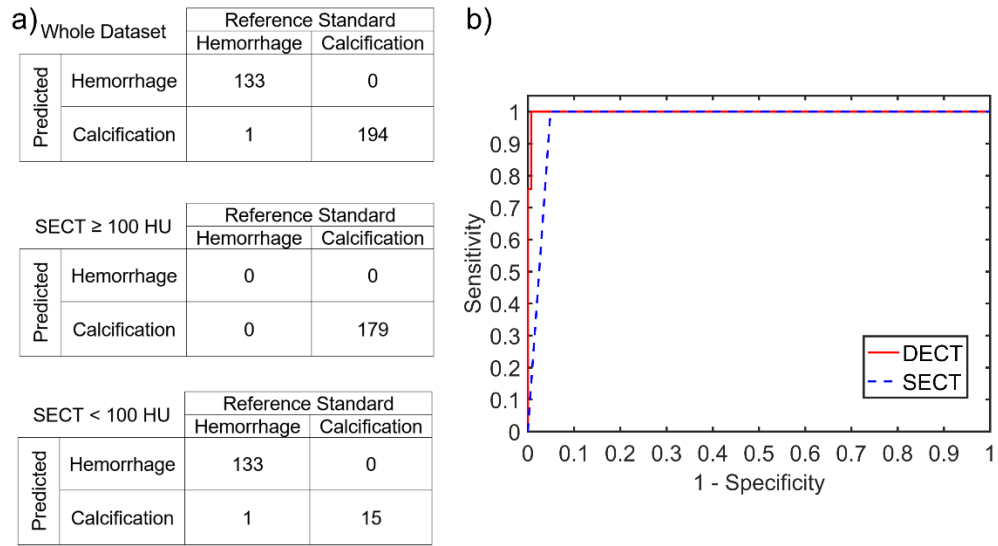 a)
Whole Dataset
Reference Standard
Hemorrhage Calcification
Predicted
Hemorrhage 133 0
Calcification 1 194
SECT ≥ 100 HU
Reference Standard
Hemorrhage Calcification
Predicted
Hemorrhage 0 0
Calcification 0 179
SECT < 100 HU
Reference Standard
Hemorrhage Calcification
Predicted
Hemorrhage 133 0
Calcification 1 15
b)
Sensitivity
1
0.9
0.8
0.7
0.6
0.5
0.4
0.3
0.2
0.1
0
DECT
SECT
0 0.1 0.2 0.3 0.4 0.5 0.6 0.7 0.8 0.9 1
1 - Specificity